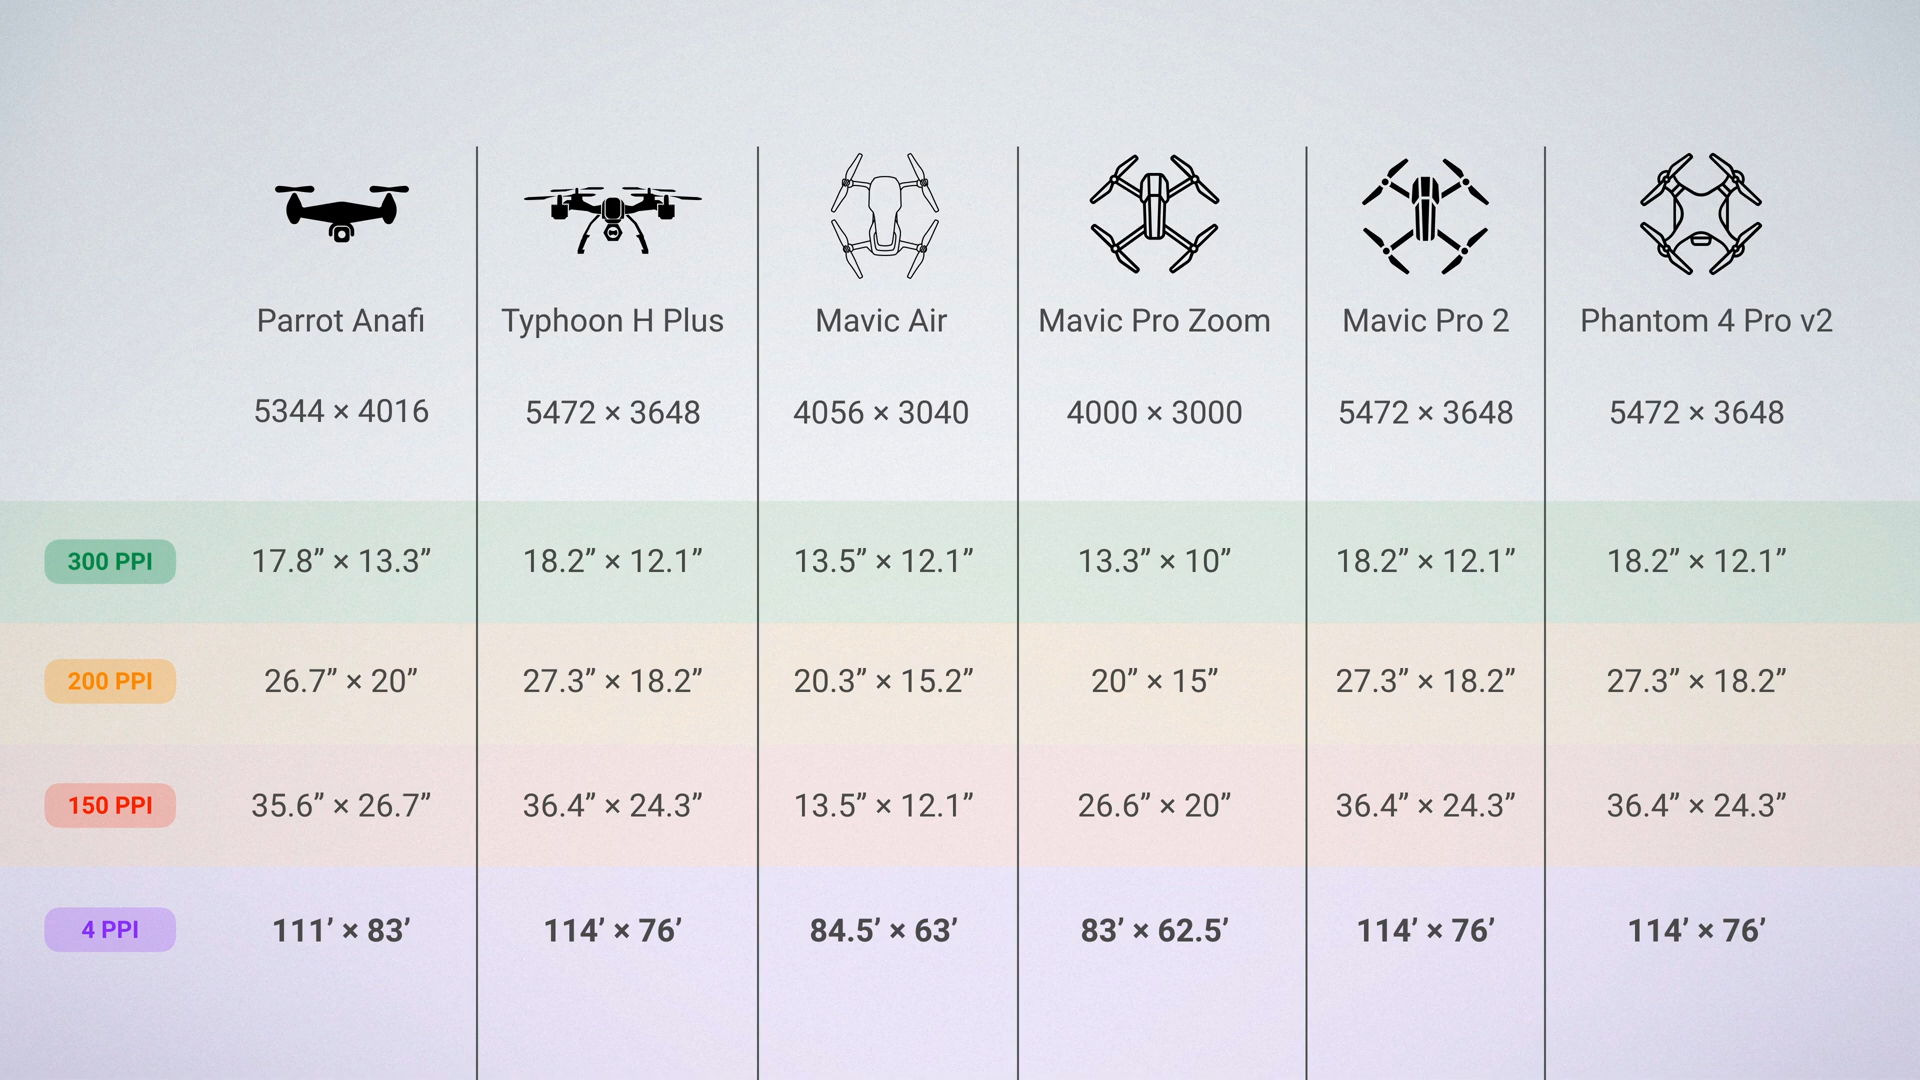 Parrot Anafi Typhoon H Plus Mavic Air Mavic Pro Zoom Mavic Pro 2 Phantom 4 Pro v2
5344 × 4016 5472 × 3648 4056 × 3040 4000 × 3000 5472 × 3648 5472 × 3648
300 PPI 17.8” × 13.3” 18.2” × 12.1” 13.5” × 12.1” 13.3” × 10” 18.2” × 12.1” 18.2” × 12.1”
200 PPI 26.7” × 20” 27.3” × 18.2” 20.3” × 15.2” 20” × 15” 27.3” × 18.2” 27.3” × 18.2”
150 PPI 35.6” × 26.7” 36.4” × 24.3” 13.5” × 12.1” 26.6” × 20” 36.4” × 24.3” 36.4” × 24.3”
4 PPI 111’ × 83’ 114’ × 76’ 84.5’ × 63’ 83’ × 62.5’ 114’ × 76’ 114’ × 76’